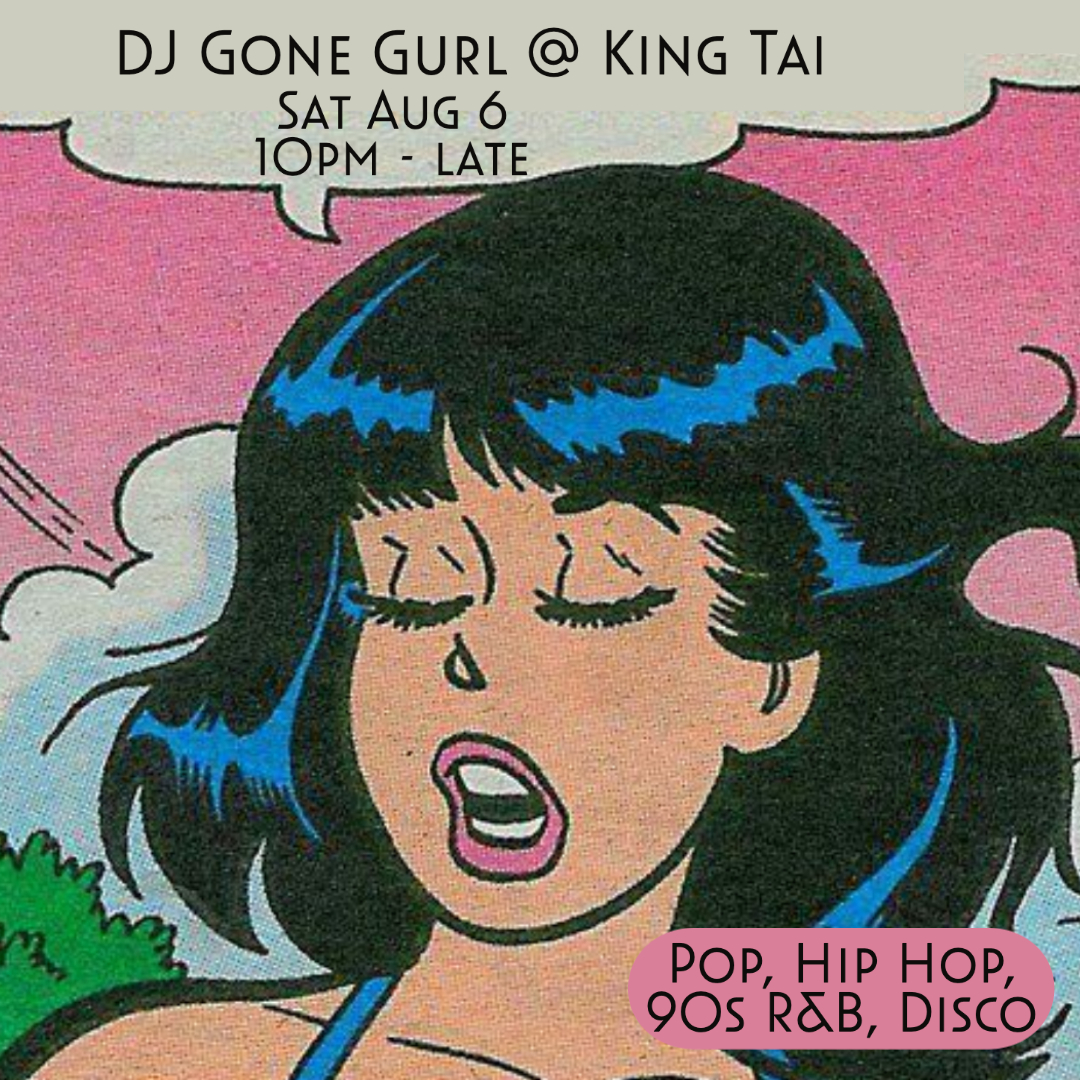 DJ Gone Gurl @ King Tai
Sat Aug 6
10pm - late
Pop, Hip Hop,
90s R&B, Disco